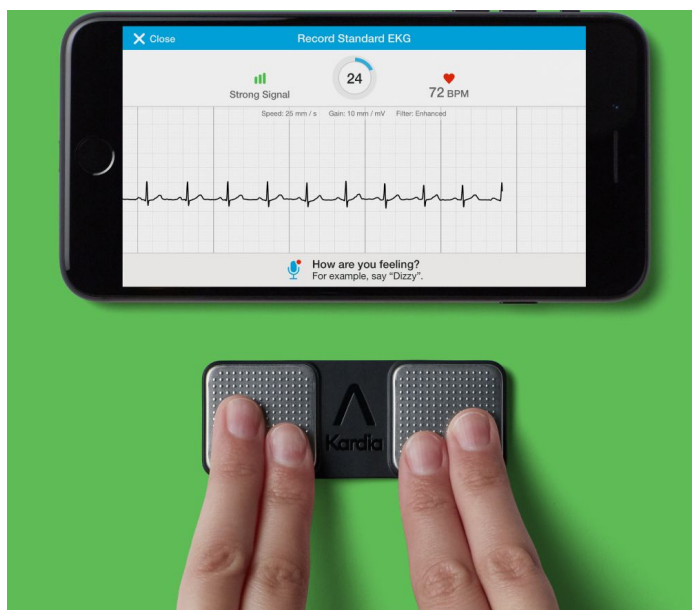 X Close
Record Standard EKG
Strong Signal
24
72 BPM
Speed: 25 mm / s Gain: 10 mm / mV Filter: Enhanced
How are you feeling?
For example, say “Dizzy”.
Kardia